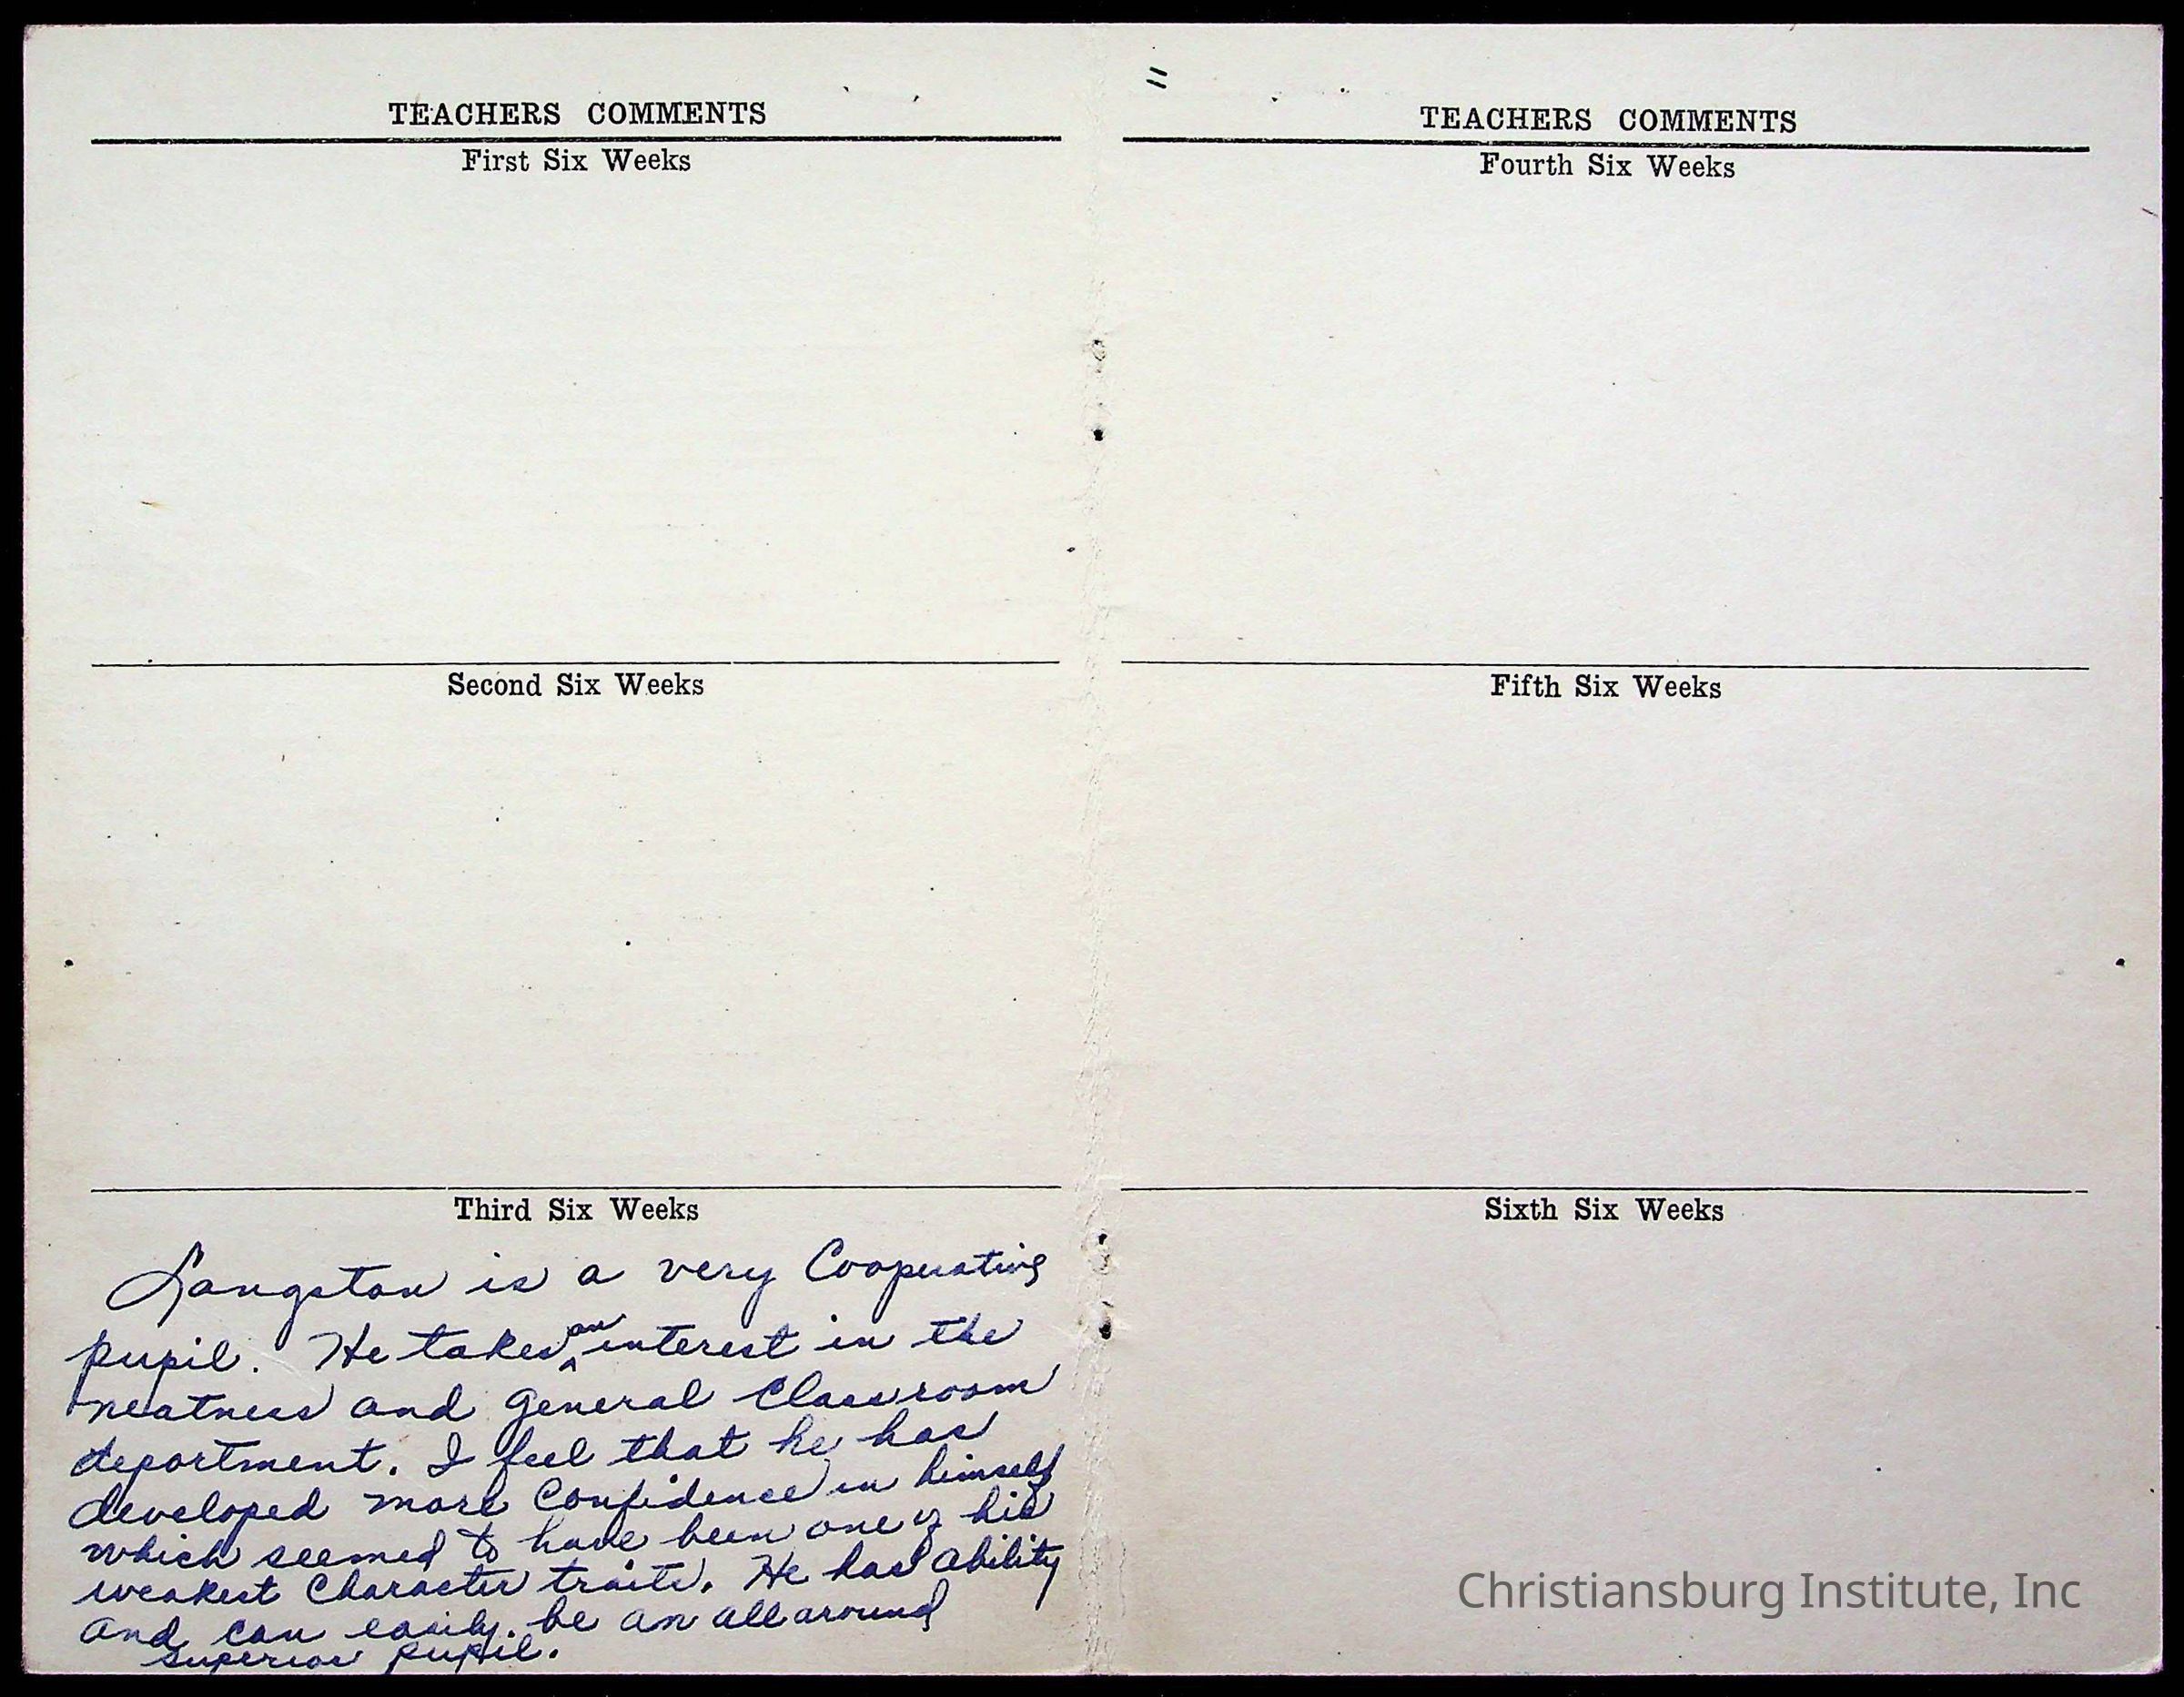 TEACHERS COMMENTS
First Six Weeks
Second Six Weeks
Third Six Weeks
Langston is a very Cooperative
pupil. He takes an interest in the
neatness and general Classroom
deportment. I feel that he has
developed more Confidence in himself
which seemed to have been one of his
weakest Character traits. He has ability
and can easily be an all around
superior pupil.
TEACHERS COMMENTS
Fourth Six Weeks
Fifth Six Weeks
Sixth Six Weeks
Christiansburg Institute, Inc